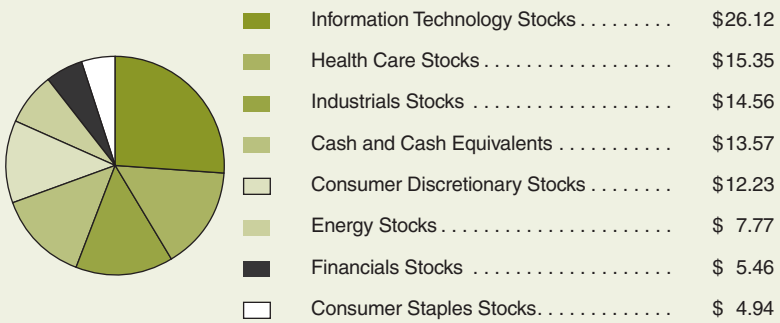 Information Technology Stocks . . . . . . . . . $26.12
Health Care Stocks . . . . . . . . . . . . . . . . . . $15.35
Industrials Stocks . . . . . . . . . . . . . . . . . . . $14.56
Cash and Cash Equivalents . . . . . . . . . . . $13.57
Consumer Discretionary Stocks . . . . . . . . $12.23
Energy Stocks . . . . . . . . . . . . . . . . . . . . . . $ 7.77
Financials Stocks . . . . . . . . . . . . . . . . . . . $ 5.46
Consumer Staples Stocks. . . . . . . . . . . . . $ 4.94